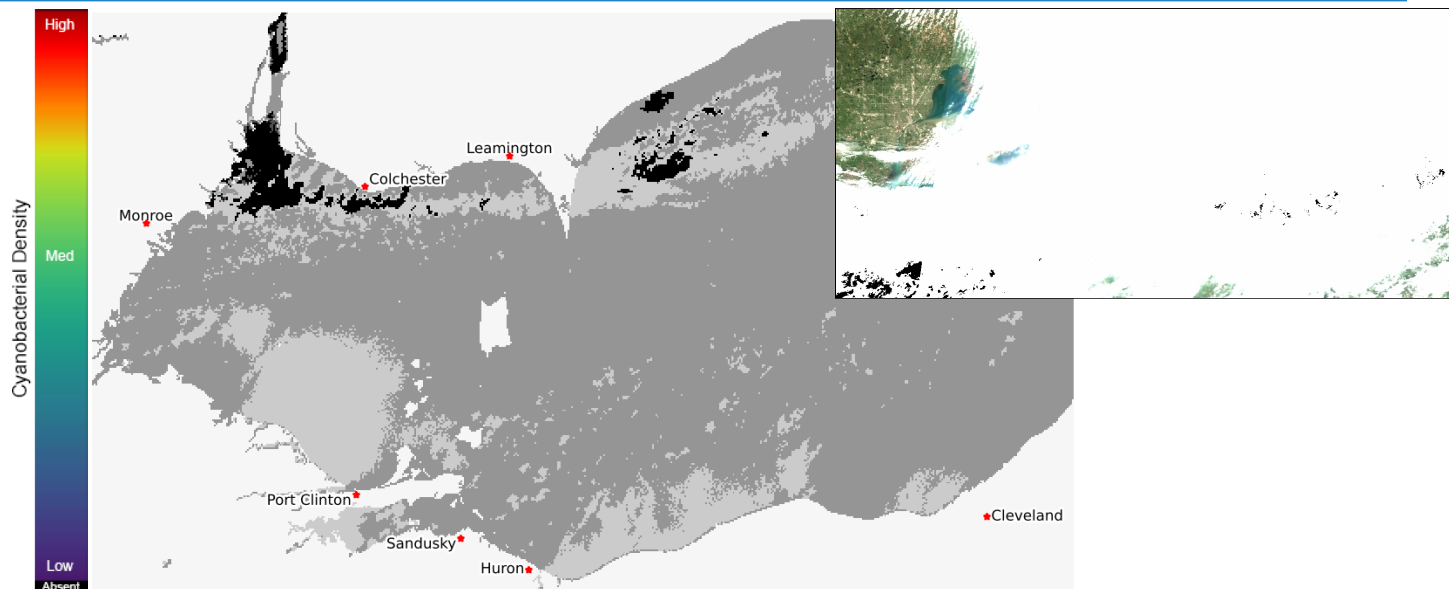 High
Leamington
Colchester
Monroe
Med
Cyanobacterial Density
Port Clinton
Cleveland
Sandusky
Huron
Low
Absent